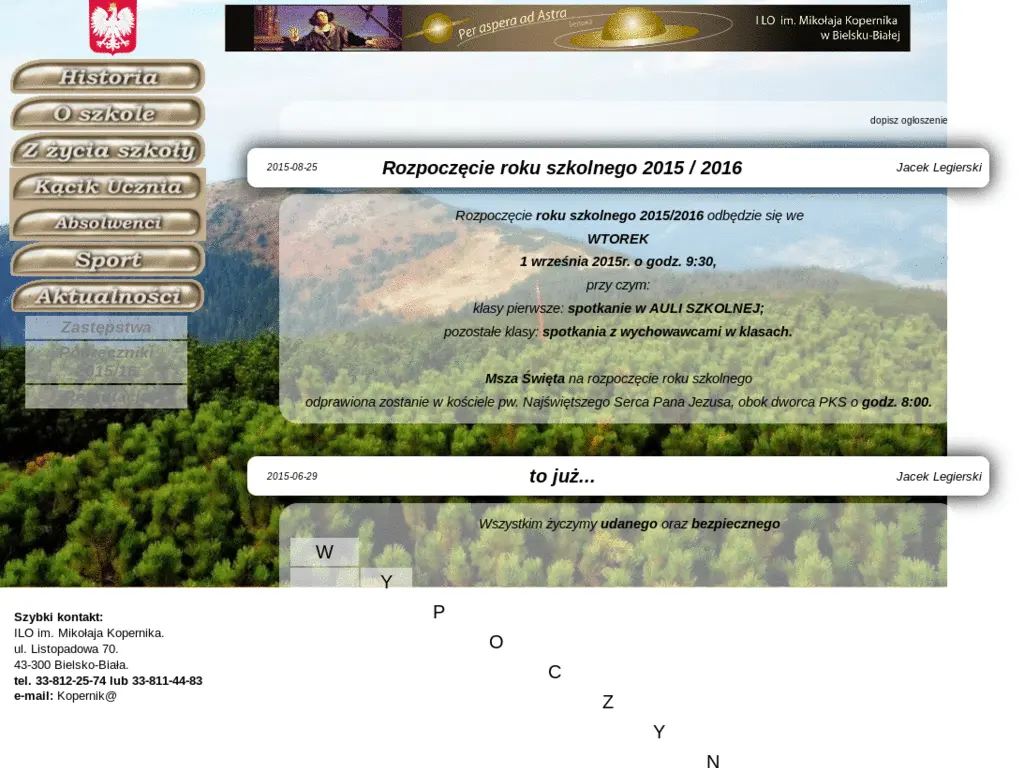 Per aspera ad Astra
I LO im. Mikołaja Kopernika
w Bielsku-Białej
Historia
O szkole
Z życia szkoły
Kącik Ucznia
Absolwenci
Sport
Aktualności
Zastępstwa
Podręczniki
2015/16
dopisz ogłoszenie
2015-08-25 Rozpoczęcie roku szkolnego 2015 / 2016 Jacek Legierski
Rozpoczęcie roku szkolnego 2015/2016 odbędzie się we
WTOREK
1 września 2015r. o godz. 9:30,
przy czym:
klasy pierwsze: spotkanie w AULI SZKOLNEJ;
pozostałe klasy: spotkania z wychowawcami w klasach.
Msza Święta na rozpoczęcie roku szkolnego
odprawiona zostanie w kościele pw. Najświętszego Serca Pana Jezusa, obok dworca PKS o godz. 8:00.
2015-06-29 to już... Jacek Legierski
Wszystkim życzymy udanego oraz bezpiecznego
W
Y
P
O
C
Z
Y
N
Szybki kontakt:
ILO im. Mikołaja Kopernika.
ul. Listopadowa 70.
43-300 Bielsko-Biała.
tel. 33-812-25-74 lub 33-811-44-83
e-mail: Kopernik@